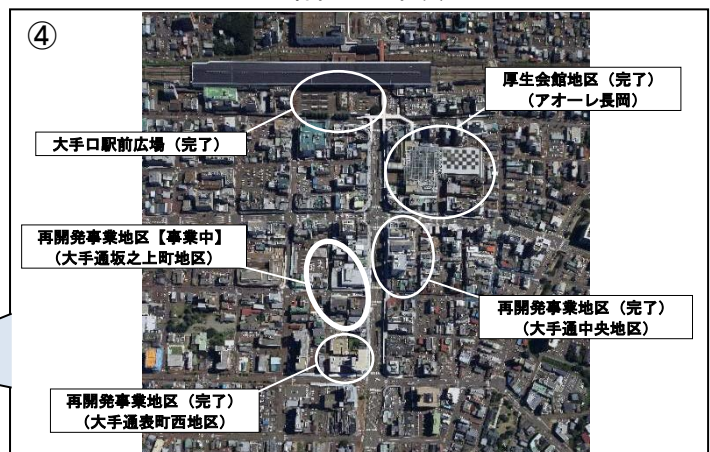 ④
厚生会館地区（完了）
（アオーレ長岡）
大手口駅前広場（完了）
再開発事業地区【事業中】
（大手通坂之上町地区）
再開発事業地区（完了）
（大手通中央地区）
再開発事業地区（完了）
（大手通表町西地区）